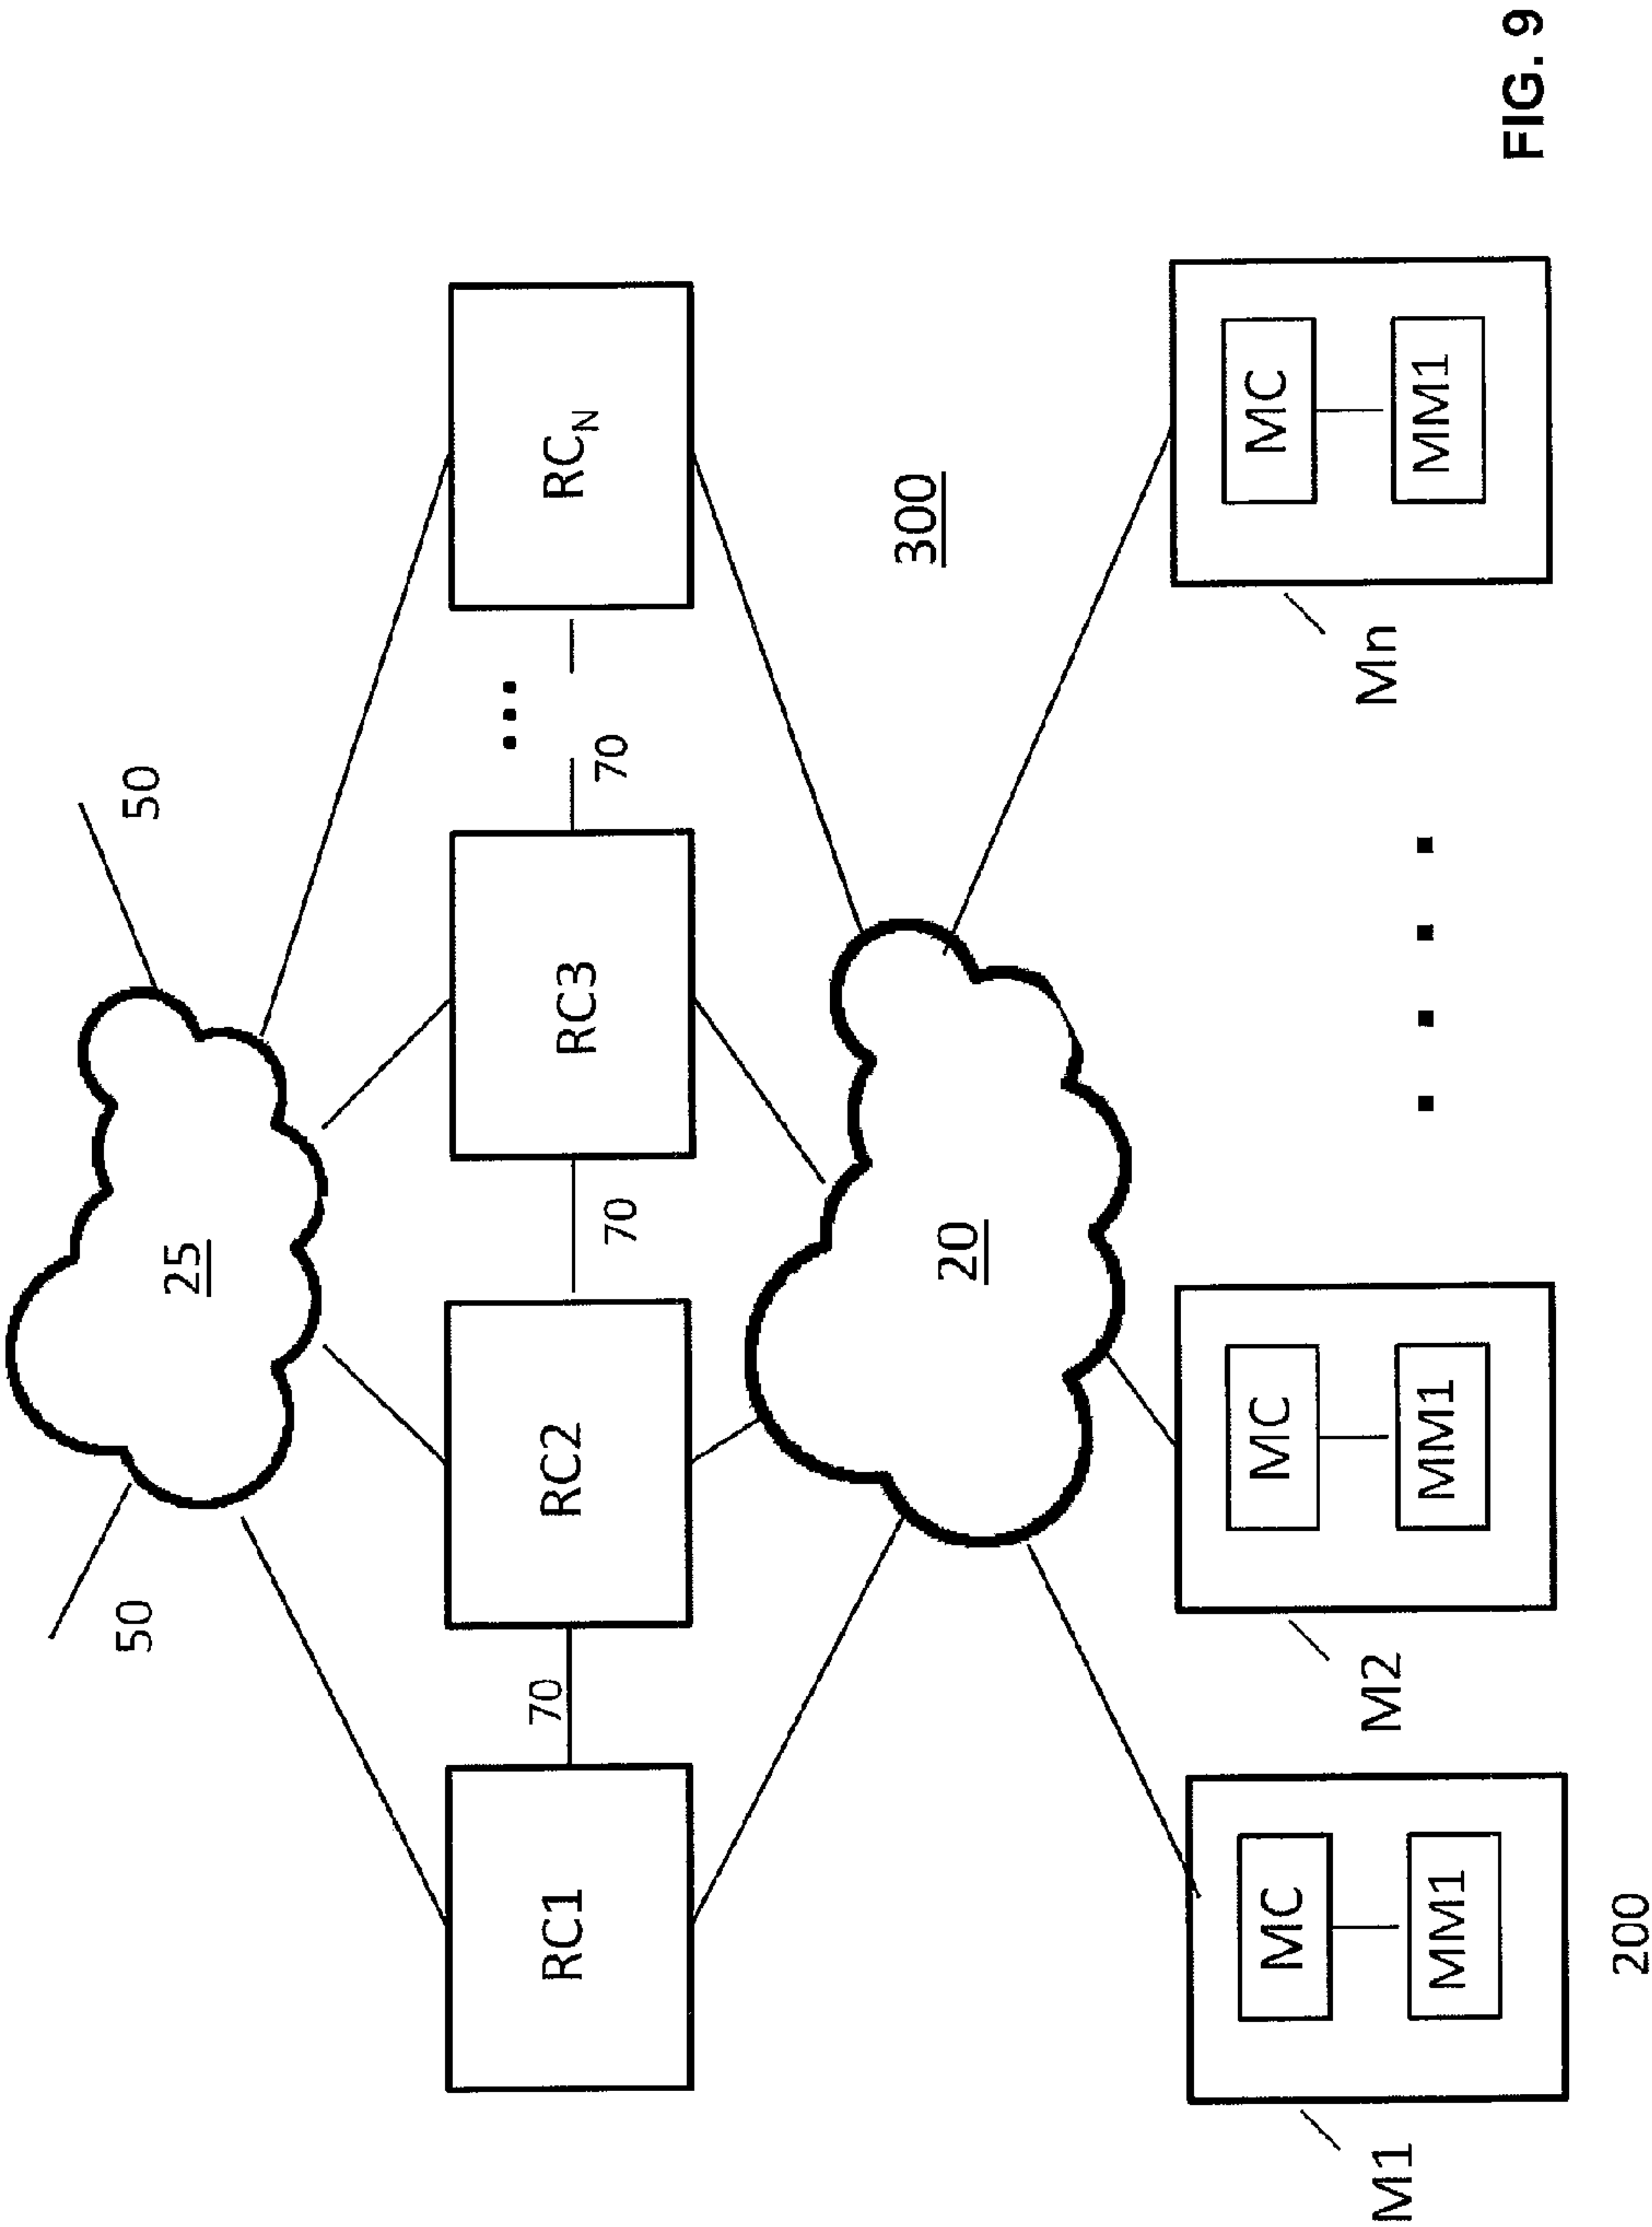 50
50
25
RC1
70
RC2
70
RC3
70
...
RCN
20
300
M1
MC
MM1
M2
MC
MM1
. . . .
Mn
MC
MM1
200
FIG. 9